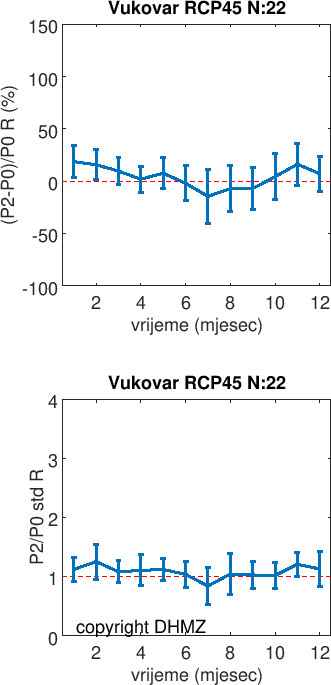 Vukovar RCP45 N:22
150
100
50
0
-50
-100
(P2-P0)/P0 R (%)
2 4 6 8 10 12
vrijeme (mjesec)
Vukovar RCP45 N:22
4
3
2
1
0
P2/P0 std R
copyright DHMZ
2 4 6 8 10 12
vrijeme (mjesec)